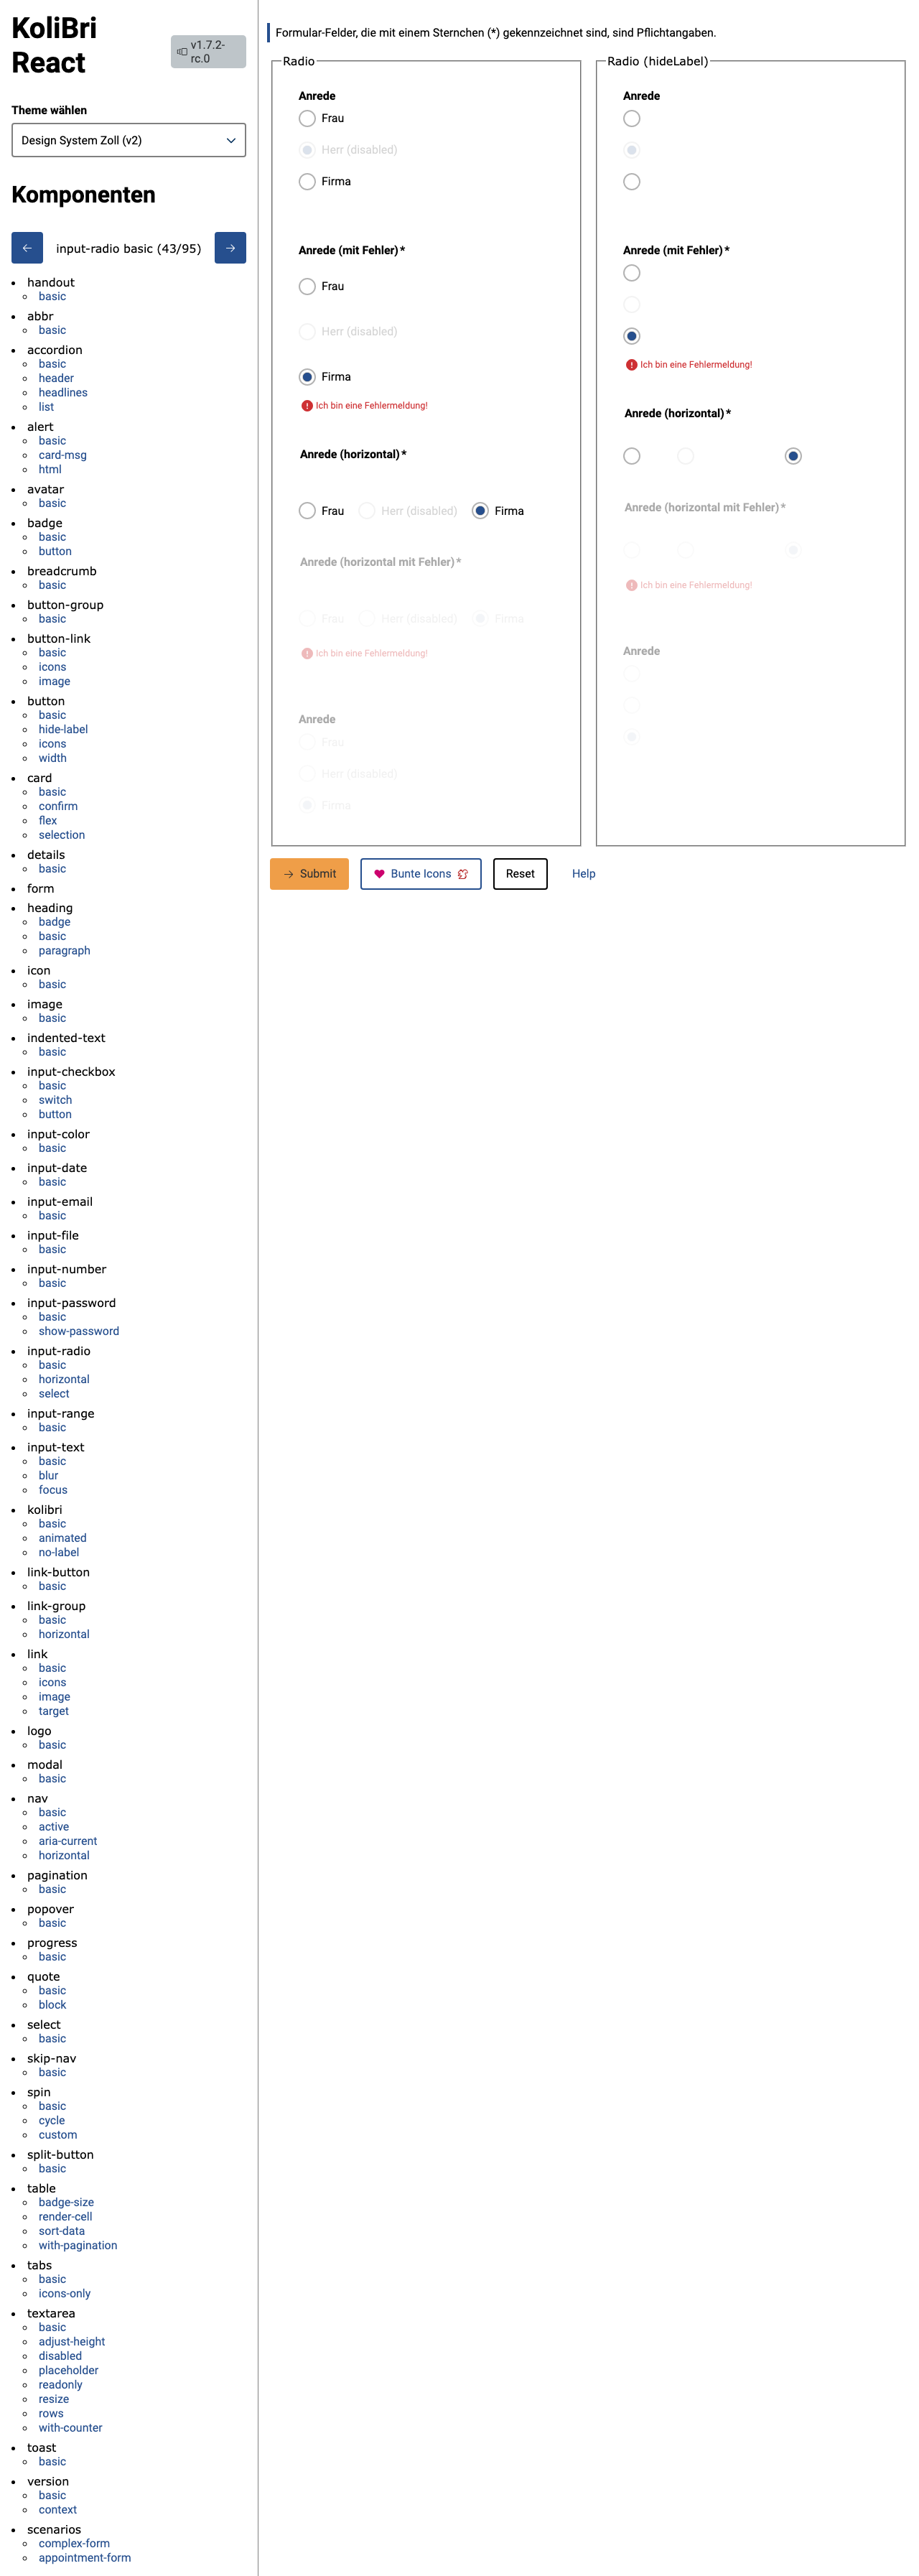 KoliBri
React
v1.7.2-
rc.0
Theme wählen
Design System Zoll (v2)
Komponenten
input-radio basic (43/95)
handout
basic
abbr
basic
accordion
basic
header
headlines
list
alert
basic
card-msg
html
avatar
basic
badge
basic
button
breadcrumb
basic
button-group
basic
button-link
basic
icons
image
button
basic
hide-label
icons
width
card
basic
confirm
flex
selection
details
basic
form
heading
badge
basic
paragraph
icon
basic
image
basic
indented-text
basic
input-checkbox
basic
switch
button
input-color
basic
input-date
basic
input-email
basic
input-file
basic
input-number
basic
input-password
basic
show-password
input-radio
basic
horizontal
select
input-range
basic
input-text
basic
blur
focus
kolibri
basic
animated
no-label
link-button
basic
link-group
basic
horizontal
link
basic
icons
image
target
logo
basic
modal
basic
nav
basic
active
aria-current
horizontal
pagination
basic
popover
basic
progress
basic
quote
basic
block
select
basic
skip-nav
basic
spin
basic
cycle
custom
split-button
basic
table
badge-size
render-cell
sort-data
with-pagination
tabs
basic
icons-only
textarea
basic
adjust-height
disabled
placeholder
readonly
resize
rows
with-counter
toast
basic
version
basic
context
scenarios
complex-form
appointment-form
Formular-Felder, die mit einem Sternchen (*) gekennzeichnet sind, sind Pflichtangaben.
Radio
Anrede
Frau
Herr (disabled)
Firma
Anrede (mit Fehler)*
Frau
Herr (disabled)
Firma
Ich bin eine Fehlermeldung!
Anrede (horizontal)*
Frau Herr (disabled) Firma
Anrede (horizontal mit Fehler)*
Frau Herr (disabled) Firma
Ich bin eine Fehlermeldung!
Anrede
Frau
Herr (disabled)
Firma
Radio (hideLabel)
Anrede
Anrede (mit Fehler)*
Ich bin eine Fehlermeldung!
Anrede (horizontal)*
Anrede (horizontal mit Fehler)*
Ich bin eine Fehlermeldung!
Anrede
Submit Bunte Icons Reset Help